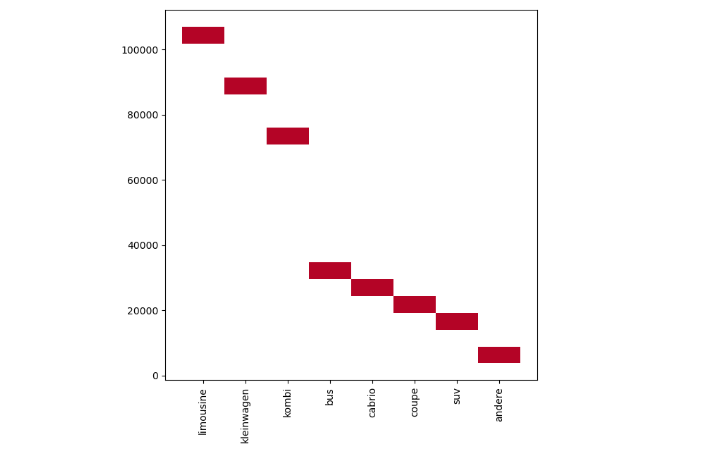 100000
80000
60000
40000
20000
0
limousine
kleinwagen
kombi
bus
cabrio
coupe
suv
andere